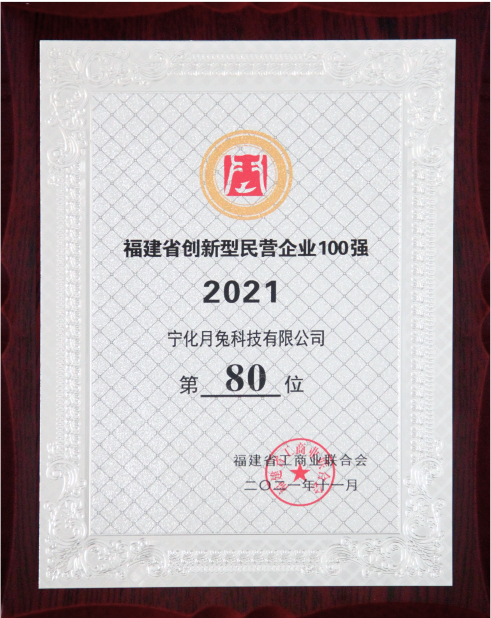 福建省创新型民营企业100强
2021
宁化月兔科技有限公司
第 80 位
福建省工商业联合会
二〇二一年十一月